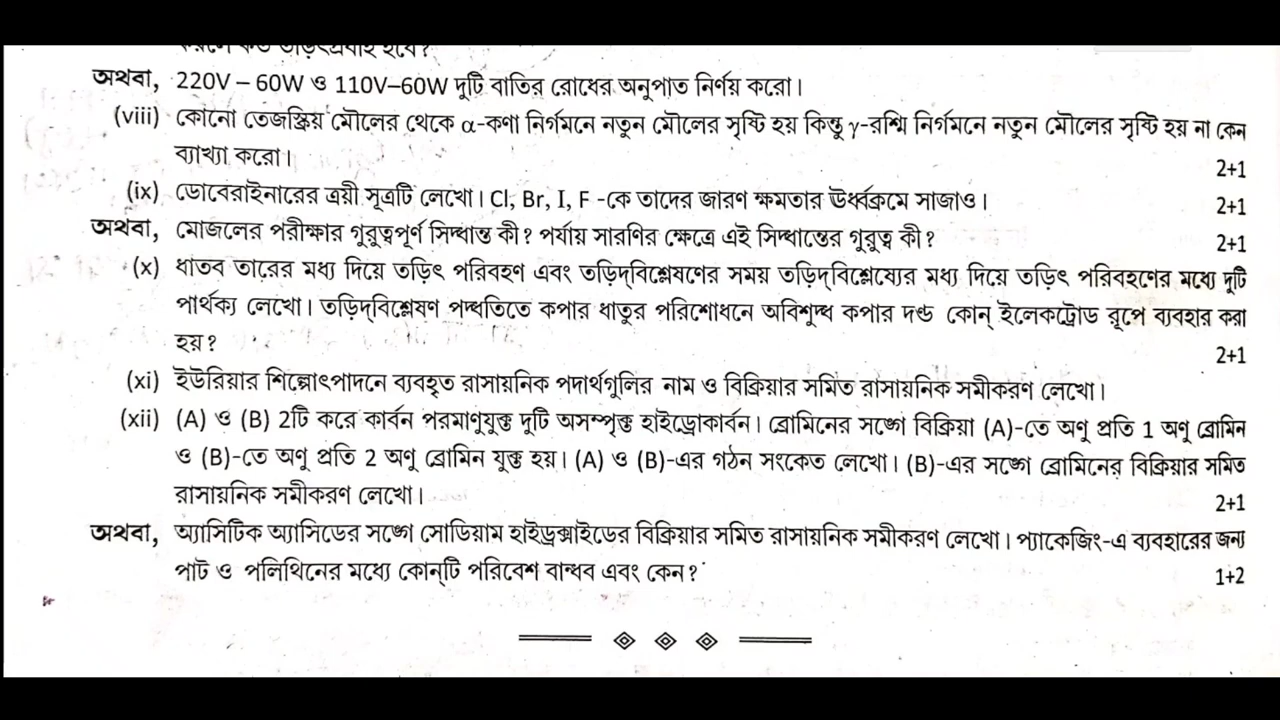 অথবা, 220V – 60W ও 110V–60W দুটি বাতির রোধের অনুপাত নির্ণয় করো।
(viii) কোনো তেজস্ক্রিয় মৌলের থেকে α-কণা নির্গমনে নতুন মৌলের সৃষ্টি হয় কিন্তু γ-রশ্মি নির্গমনে নতুন মৌলের সৃষ্টি হয় না কেন
ব্যাখ্যা করো। 2+1
(ix) ডোবেরাইনারের ত্রয়ী সূত্রটি লেখো। Cl, Br, I, F -কে তাদের জারণ ক্ষমতার ঊর্ধ্বক্রমে সাজাও। 2+1
অথবা, মোজলের পরীক্ষার গুরুত্বপূর্ণ সিদ্ধান্ত কী? পর্যায় সারণির ক্ষেত্রে এই সিদ্ধান্তের গুরুত্ব কী? 2+1
(x) ধাতব তারের মধ্য দিয়ে তড়িৎ পরিবহণ এবং তড়িদ্‌বিশ্লেষণের সময় তড়িদ্‌বিশ্লেষ্যের মধ্য দিয়ে তড়িৎ পরিবহণের মধ্যে দুটি
পার্থক্য লেখো। তড়িদ্‌বিশ্লেষণ পদ্ধতিতে কপার ধাতুর পরিশোধনে অবিশুদ্ধ কপার দণ্ড কোন্ ইলেকট্রোড রূপে ব্যবহার করা
হয়? 2+1
(xi) ইউরিয়ার শিল্পোৎপাদনে ব্যবহৃত রাসায়নিক পদার্থগুলির নাম ও বিক্রিয়ার সমিত রাসায়নিক সমীকরণ লেখো।
(xii) (A) ও (B) 2টি করে কার্বন পরমাণুযুক্ত দুটি অসম্পৃক্ত হাইড্রোকার্বন। ব্রোমিনের সঙ্গে বিক্রিয়া (A)-তে অণু প্রতি 1 অণু ব্রোমিন
ও (B)-তে অণু প্রতি 2 অণু ব্রোমিন যুক্ত হয়। (A) ও (B)-এর গঠন সংকেত লেখো। (B)-এর সঙ্গে ব্রোমিনের বিক্রিয়ার সমিত
রাসায়নিক সমীকরণ লেখো। 2+1
অথবা, অ্যাসিটিক অ্যাসিডের সঙ্গে সোডিয়াম হাইড্রক্সাইডের বিক্রিয়ার সমিত রাসায়নিক সমীকরণ লেখো। প্যাকেজিং-এ ব্যবহারের জন্য
পাট ও পলিথিনের মধ্যে কোন্‌টি পরিবেশ বান্ধব এবং কেন? 1+2